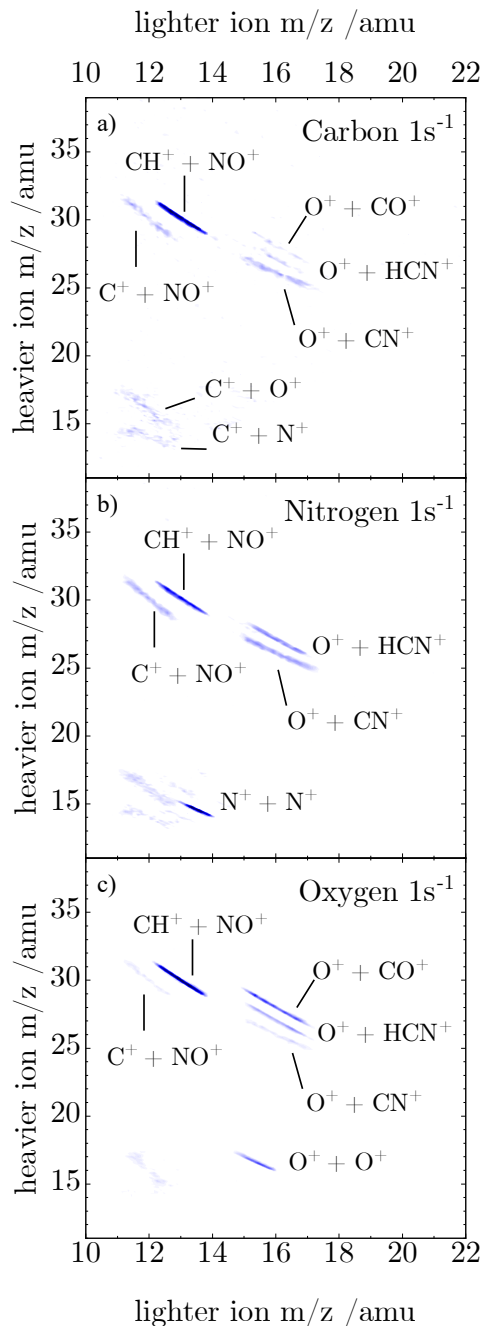 lighter ion m/z /amu
10 12 14 16 18 20 22
a) Carbon 1s⁻¹
35
CH⁺ + NO⁺
O⁺ + CO⁺
30
O⁺ + HCN⁺
C⁺ + NO⁺
25
O⁺ + CN⁺
20
C⁺ + O⁺
15
C⁺ + N⁺
heavier ion m/z /amu
b) Nitrogen 1s⁻¹
35
CH⁺ + NO⁺
30
O⁺ + HCN⁺
C⁺ + NO⁺
25
O⁺ + CN⁺
20
N⁺ + N⁺
15
heavier ion m/z /amu
c) Oxygen 1s⁻¹
35
CH⁺ + NO⁺
O⁺ + CO⁺
30
O⁺ + HCN⁺
C⁺ + NO⁺
25
O⁺ + CN⁺
20
O⁺ + O⁺
15
heavier ion m/z /amu
10 12 14 16 18 20 22
lighter ion m/z /amu